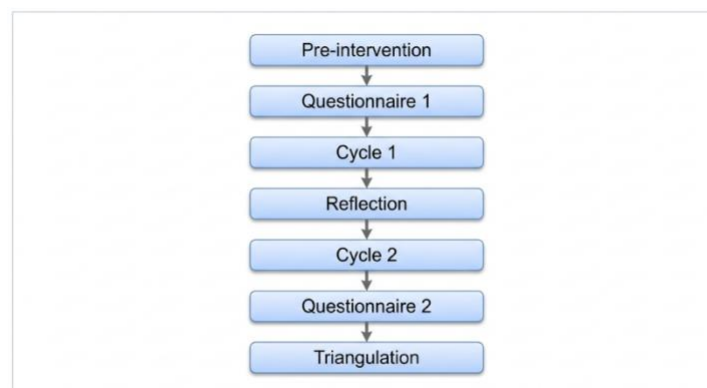 Pre-intervention
Questionnaire 1
Cycle 1
Reflection
Cycle 2
Questionnaire 2
Triangulation